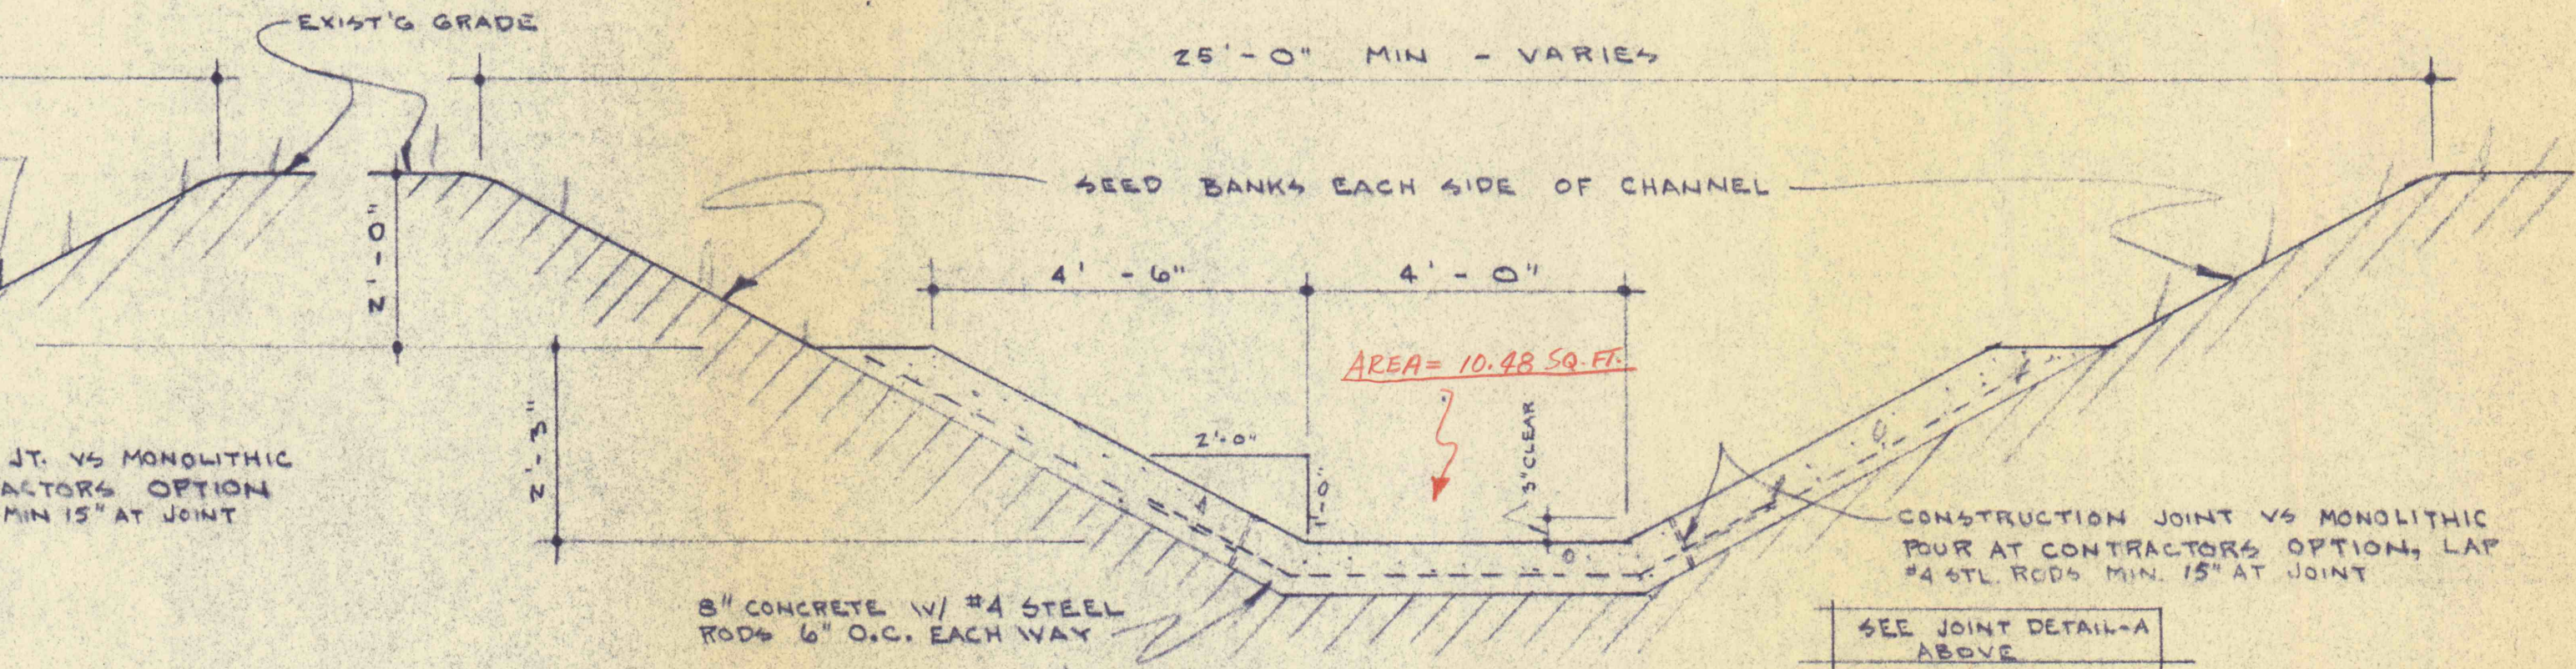 EXIST'G GRADE
25'-0" MIN - VARIES
SEED BANKS EACH SIDE OF CHANNEL
2'-0"
4'-6"
4'-0"
AREA= 10.48 SQ.FT.
2'-3"
2'-0"
1'-0"
3" CLEAR
JT. VS MONOLITHIC
ACTORS OPTION
MIN 15" AT JOINT
CONSTRUCTION JOINT VS MONOLITHIC
POUR AT CONTRACTORS OPTION, LAP
#4 STL. RODS MIN. 15" AT JOINT
8" CONCRETE W/ #4 STEEL
RODS 6" O.C. EACH WAY
SEE JOINT DETAIL-A
ABOVE